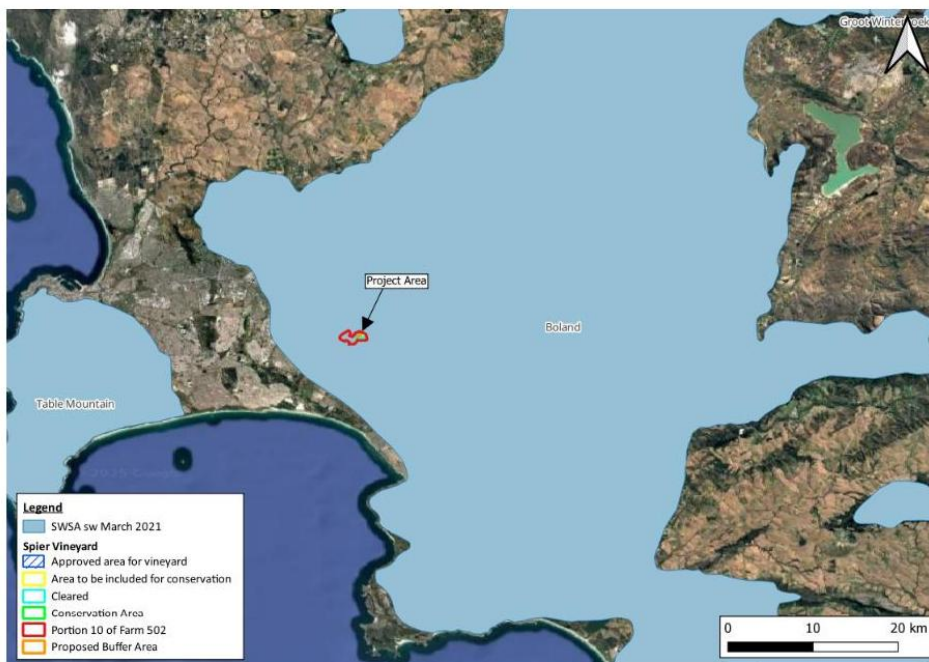 Groot Winterhoek
Project Area
Boland
Table Mountain
Legend
SWSA sw March 2021
Spier Vineyard
Approved area for vineyard
Area to be included for conservation
Cleared
Conservation Area
Portion 10 of Farm 502
Proposed Buffer Area
0 10 20 km